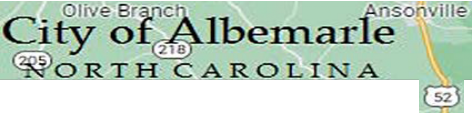 Olive Branch Ansonville
City of Albemarle
218
205
NORTH CAROLINA
52